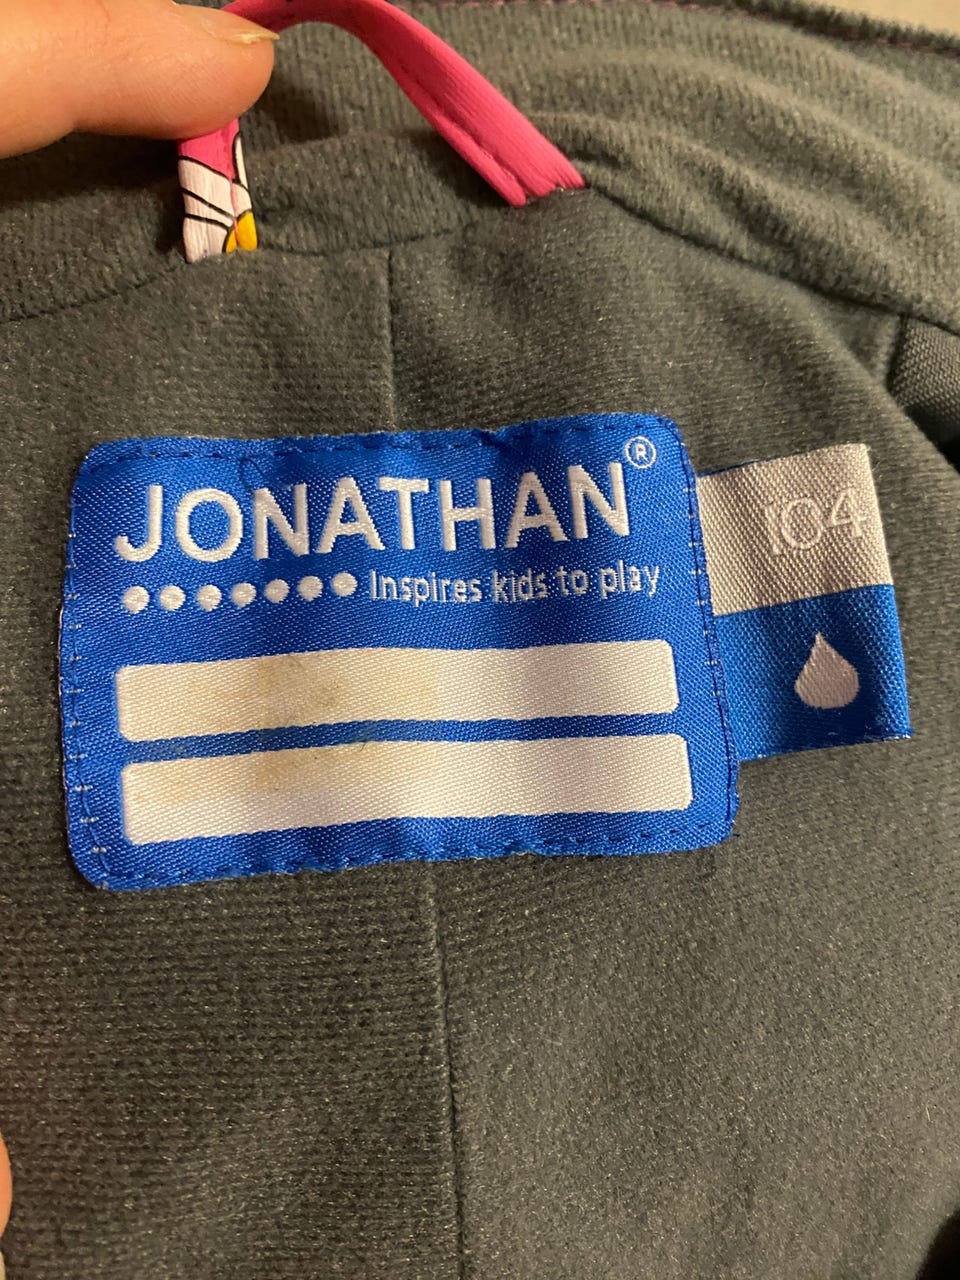 JONATHAN®
Inspires kids to play
104